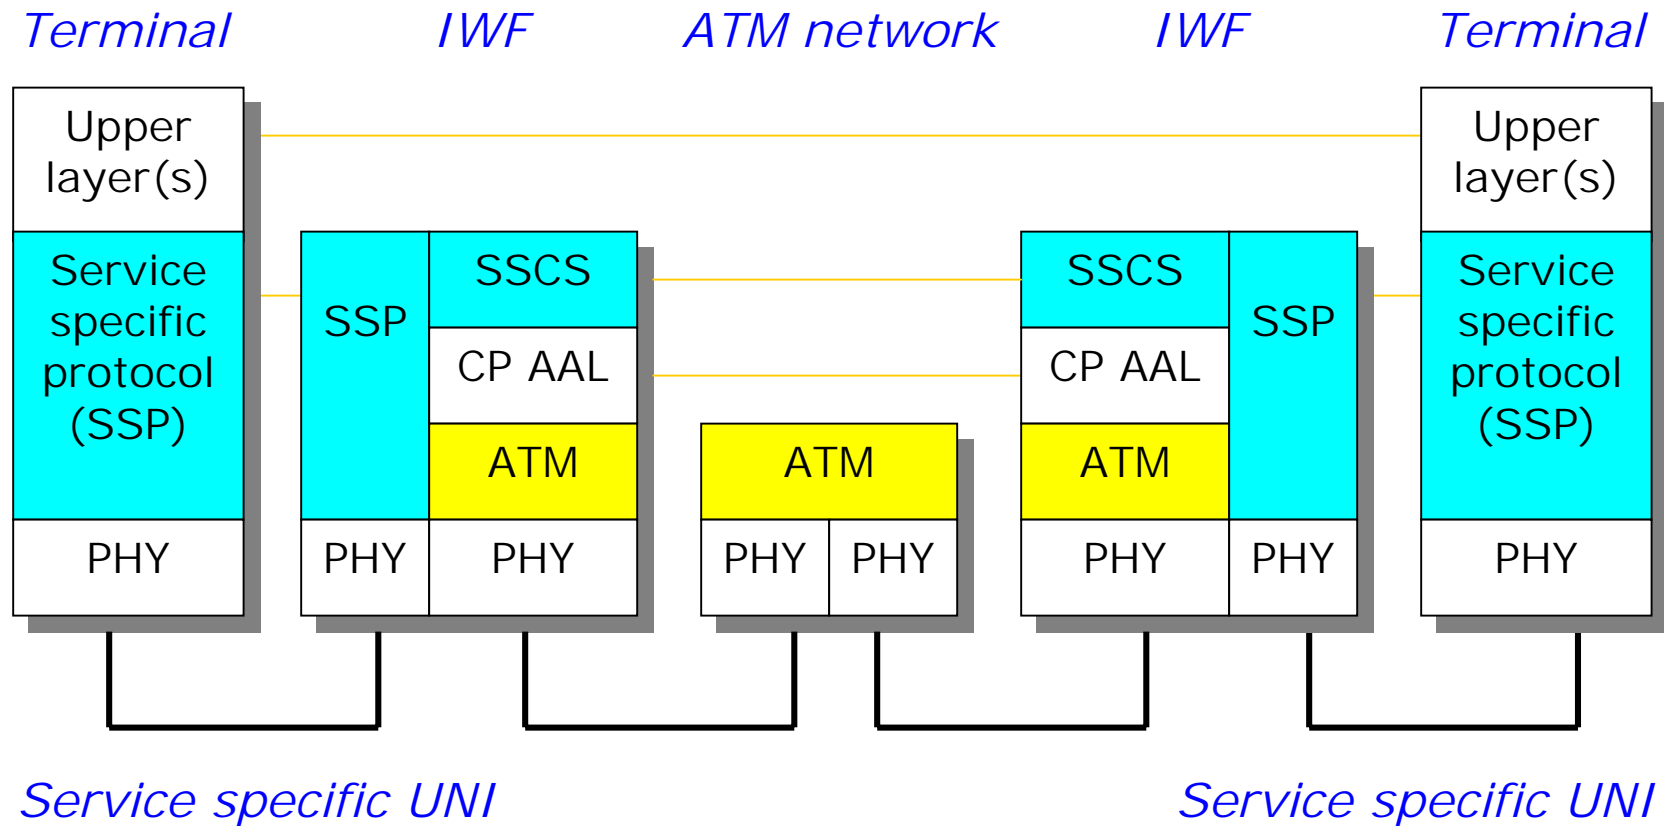 Terminal
IWF
ATM network
IWF
Terminal
Upper
layer(s)
Service
specific
protocol
(SSP)
PHY
SSP
PHY
SSCS
CP AAL
ATM
PHY
ATM
PHY
PHY
SSCS
CP AAL
ATM
PHY
SSP
PHY
Upper
layer(s)
Service
specific
protocol
(SSP)
PHY
Service specific UNI
Service specific UNI